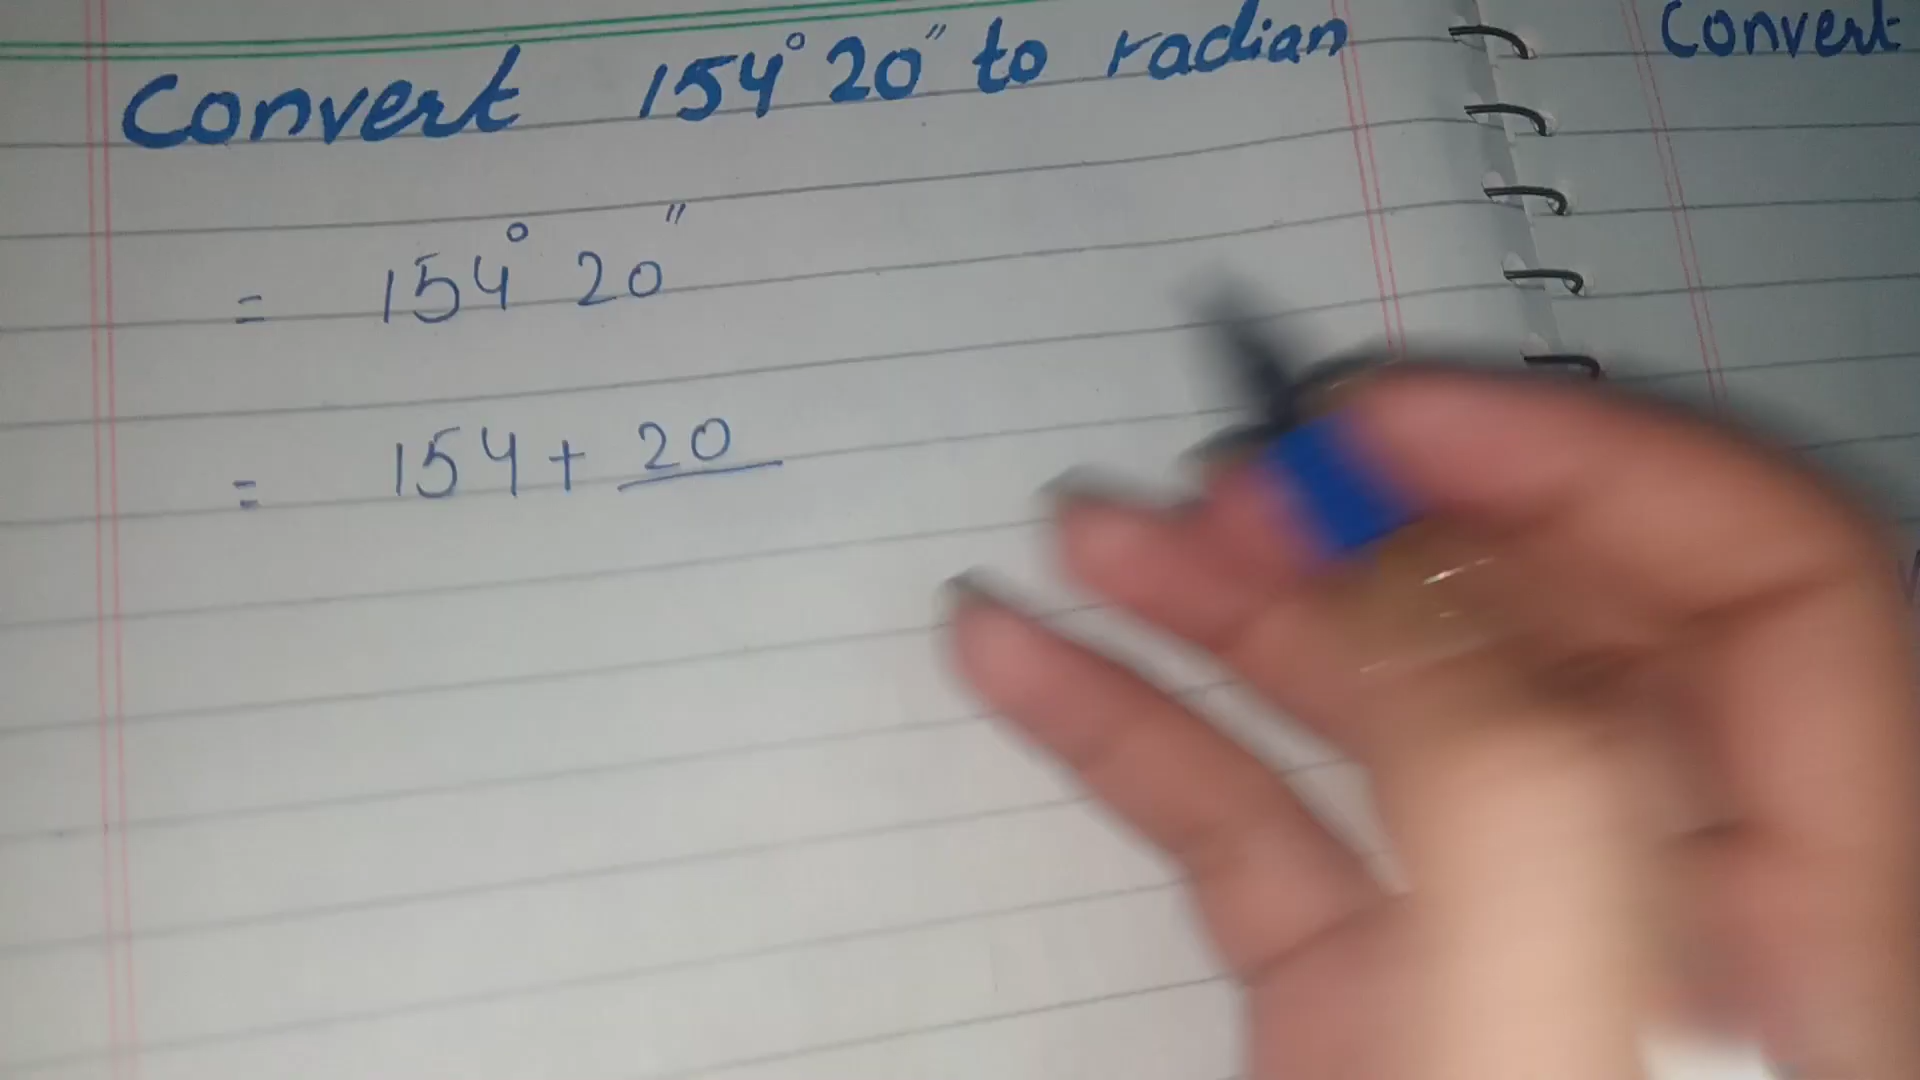 Convert 154° 20" to radian
= 154° 20"
= 154 + 20
Convert